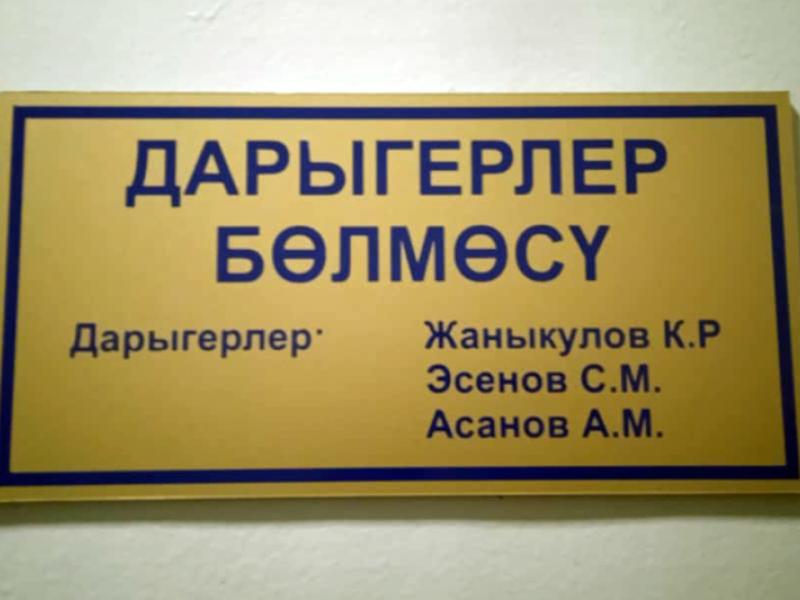 ДАРЫГЕРЛЕР
БӨЛМӨСҮ
Дарыгерлер· Жаныкулов К.Р
Эсенов С.М.
Асанов А.М.